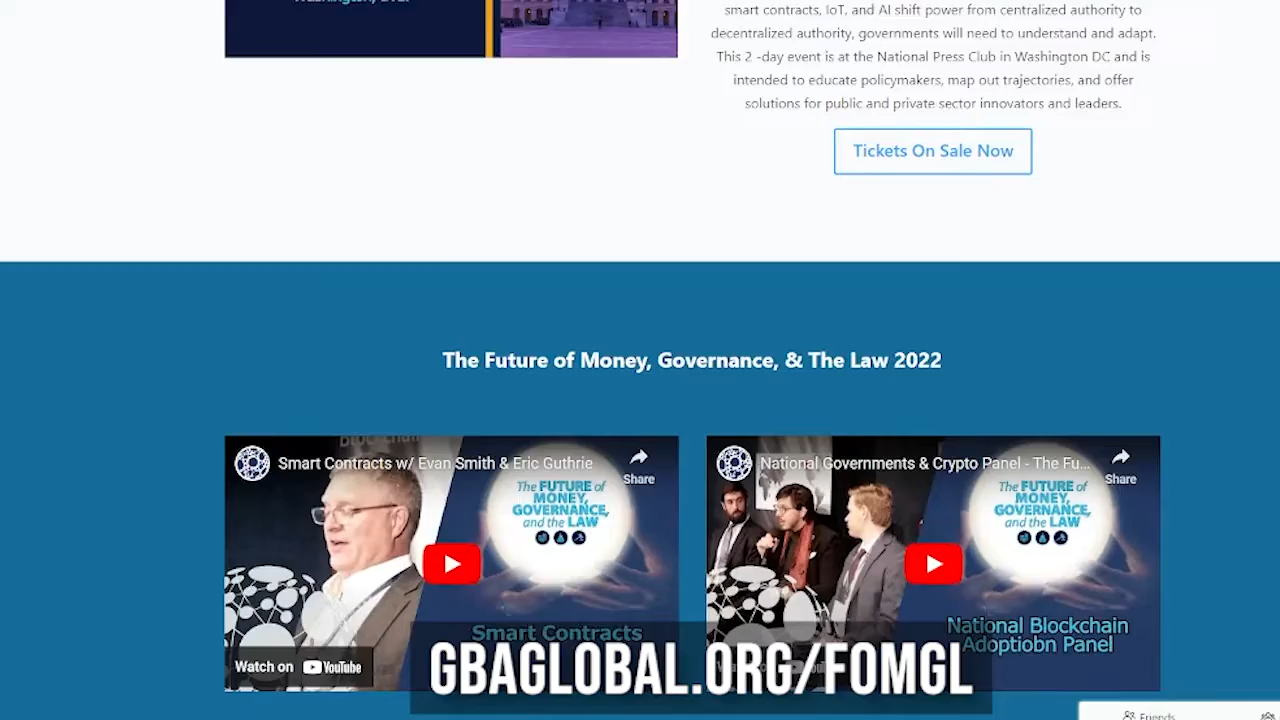 Washington, D.C.
smart contracts, IoT, and AI shift power from centralized authority to
decentralized authority, governments will need to understand and adapt.
This 2 -day event is at the National Press Club in Washington DC and is
intended to educate policymakers, map out trajectories, and offer
solutions for public and private sector innovators and leaders.
Tickets On Sale Now
The Future of Money, Governance, & The Law 2022
Smart Contracts w/ Evan Smith & Eric Guthrie
Share
The FUTURE of
MONEY,
GOVERNANCE,
and the LAW
Smart Contracts
Watch on YouTube
National Governments & Crypto Panel - The Fu...
Share
The FUTURE of
MONEY,
GOVERNANCE,
and the LAW
National Blockchain
Adoptiobn Panel
GBAGLOBAL.ORG/FOMGL
Friends